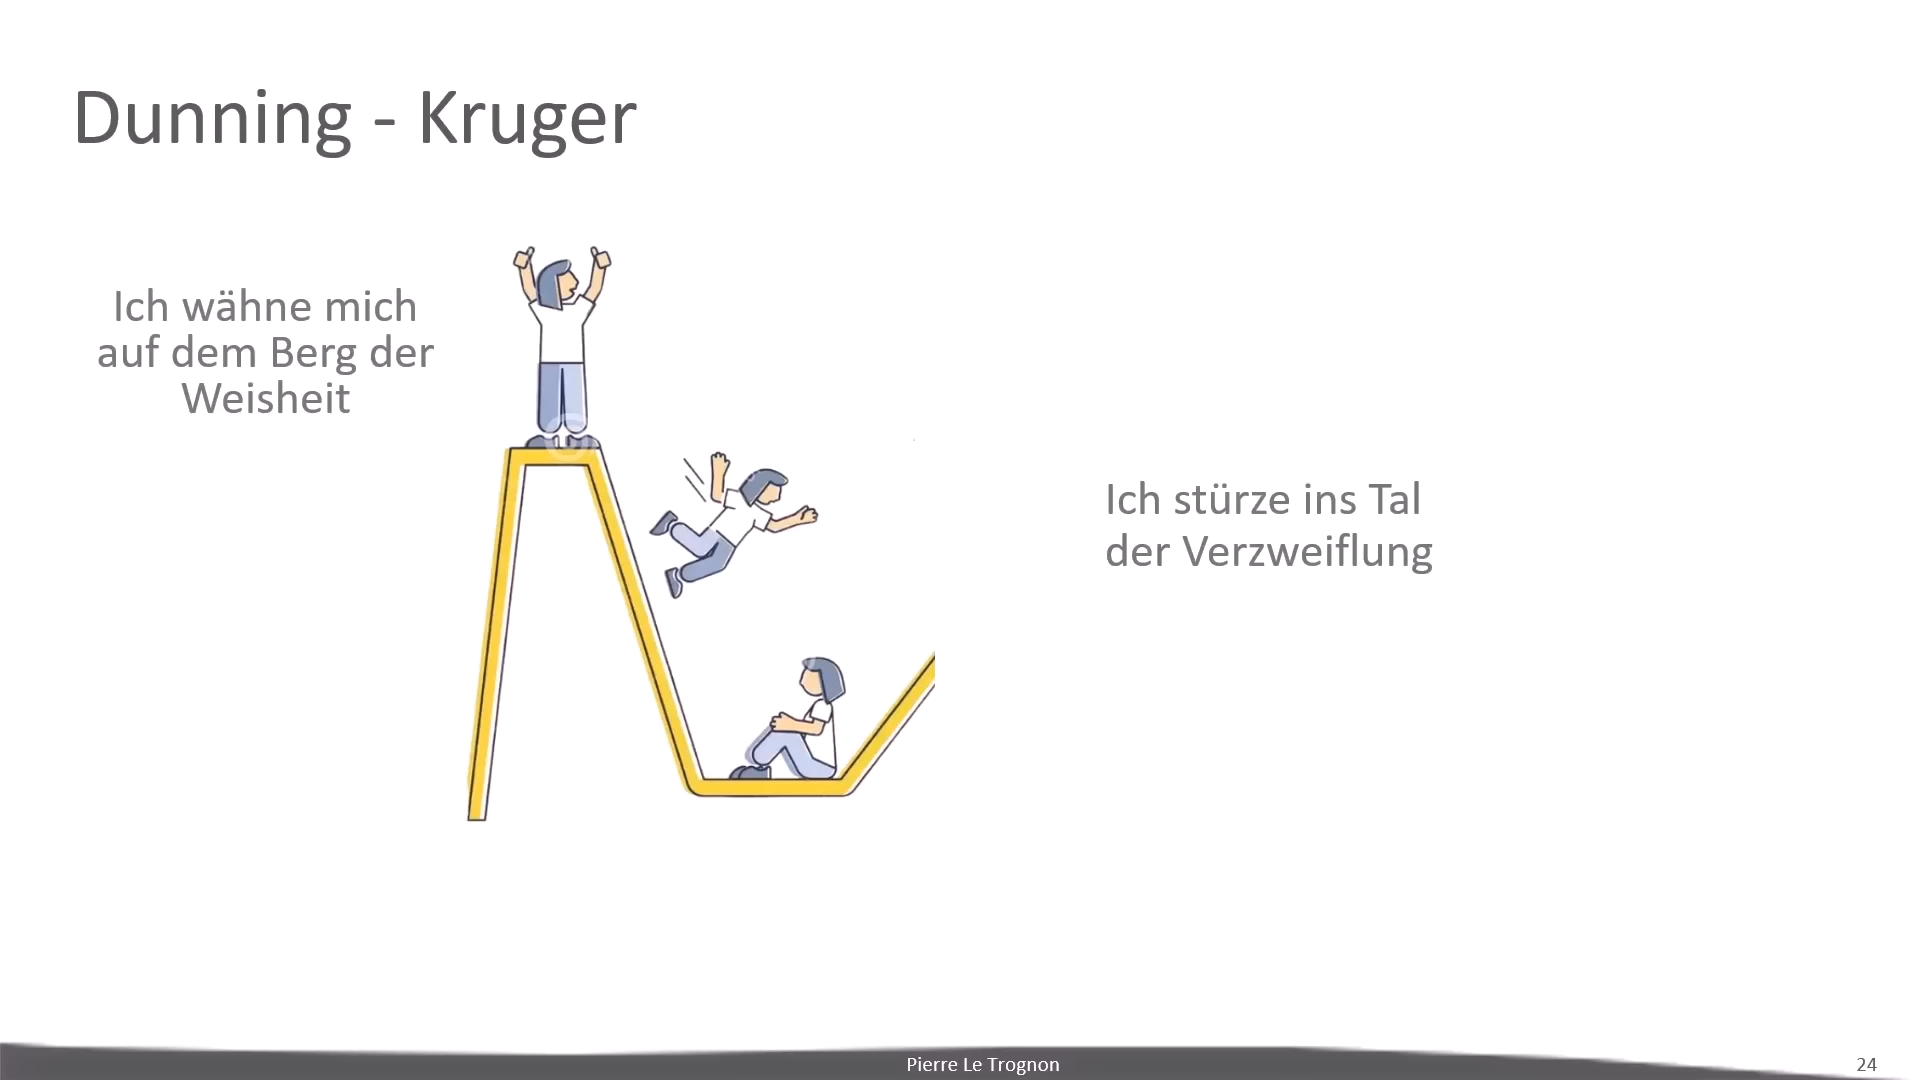 Dunning - Kruger
Ich wähne mich
auf dem Berg der
Weisheit
Ich stürze ins Tal
der Verzweiflung
Pierre Le Trognon
24